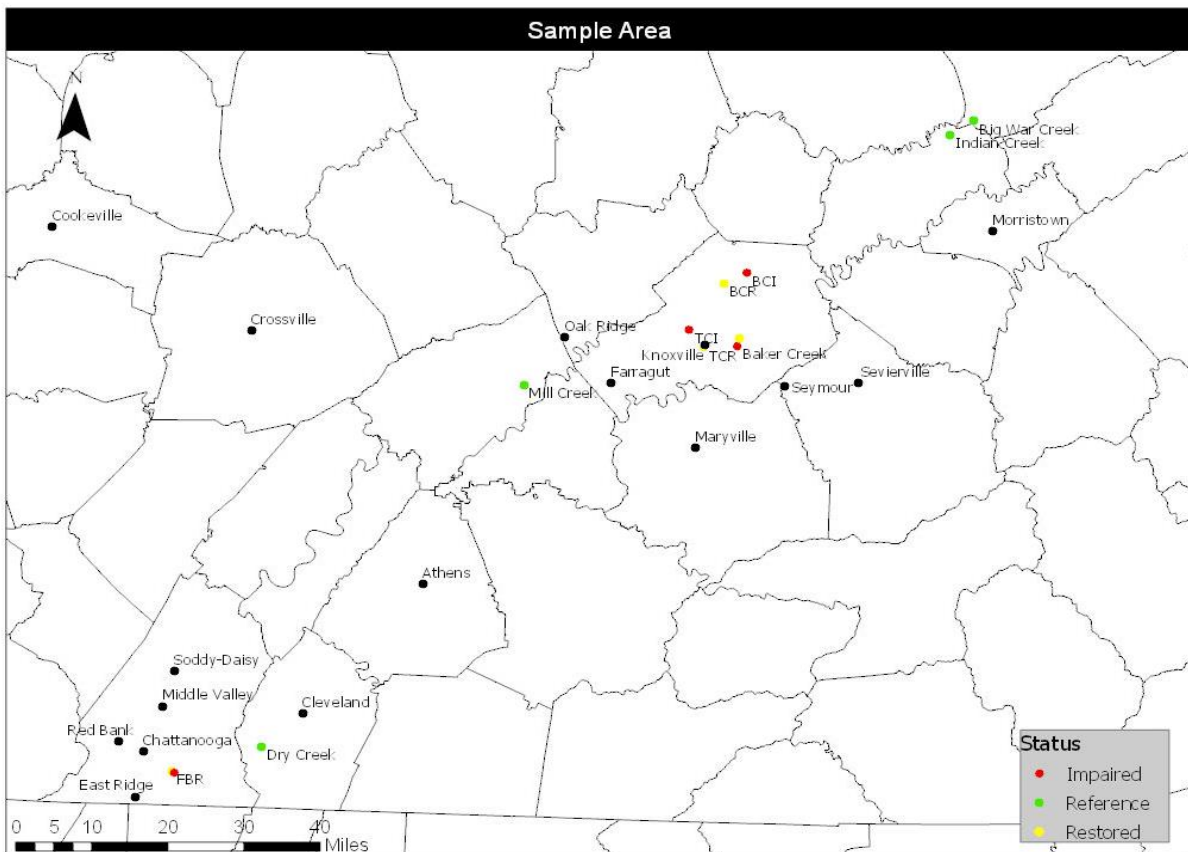 Sample Area
N
Big War Creek
Indian Creek
Cookeville
Morristown
BCI
BCR
Crossville
Oak Ridge
TCI
Knoxville TCR Baker Creek
Farragut
Mill Creek
Seymour
Sevierville
Maryville
Athens
Soddy-Daisy
Middle Valley
Cleveland
Red Bank
Chattanooga
Dry Creek
FBR
East Ridge
Status
Impaired
Reference
Restored
0 5 10 20 30 40
Miles